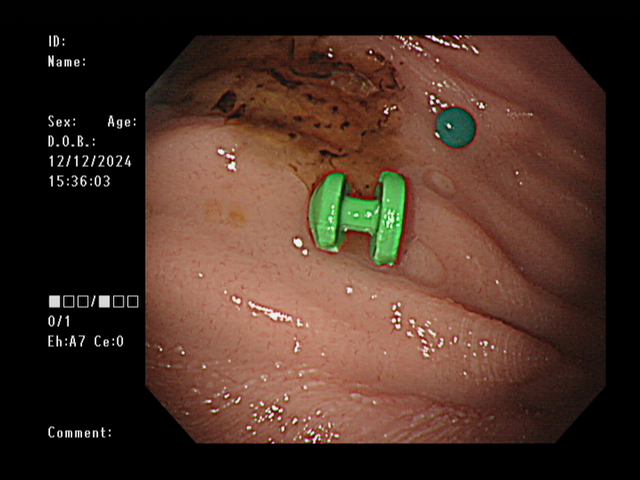 ID:
Name:
Sex: Age:
D.O.B.:
12/12/2024
15:36:03
■□□/■□□
0/1
Eh:A7 Ce:0
Comment: